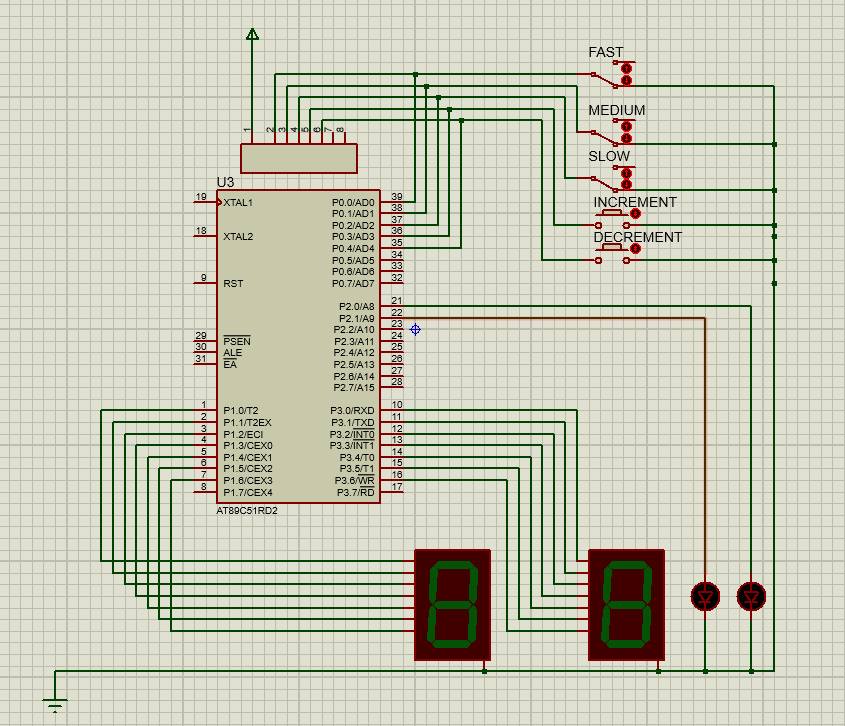 FAST
MEDIUM
SLOW
INCREMENT
DECREMENT
1 2 3 4 5 6 7 8
U3
19 XTAL1 P0.0/AD0 39
P0.1/AD1 38
P0.2/AD2 37
18 XTAL2 P0.3/AD3 36
P0.4/AD4 35
P0.5/AD5 34
P0.6/AD6 33
9 RST P0.7/AD7 32
P2.0/A8 21
P2.1/A9 22
P2.2/A10 23
29 PSEN P2.3/A11 24
30 ALE P2.4/A12 25
31 EA P2.5/A13 26
P2.6/A14 27
P2.7/A15 28
1 P1.0/T2 P3.0/RXD 10
2 P1.1/T2EX P3.1/TXD 11
3 P1.2/ECI P3.2/INT0 12
4 P1.3/CEX0 P3.3/INT1 13
5 P1.4/CEX1 P3.4/T0 14
6 P1.5/CEX2 P3.5/T1 15
7 P1.6/CEX3 P3.6/WR 16
8 P1.7/CEX4 P3.7/RD 17
AT89C51RD2